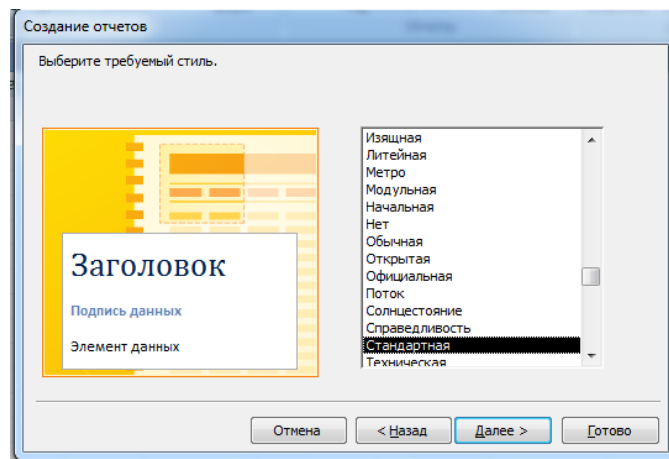 Создание отчетов
Выберите требуемый стиль.
Заголовок
Подпись данных
Элемент данных
Изящная
Литейная
Метро
Модульная
Начальная
Нет
Обычная
Открытая
Официальная
Поток
Солнцестояние
Справедливость
Стандартная
Техническая
Отмена
< Назад
Далее >
Готово